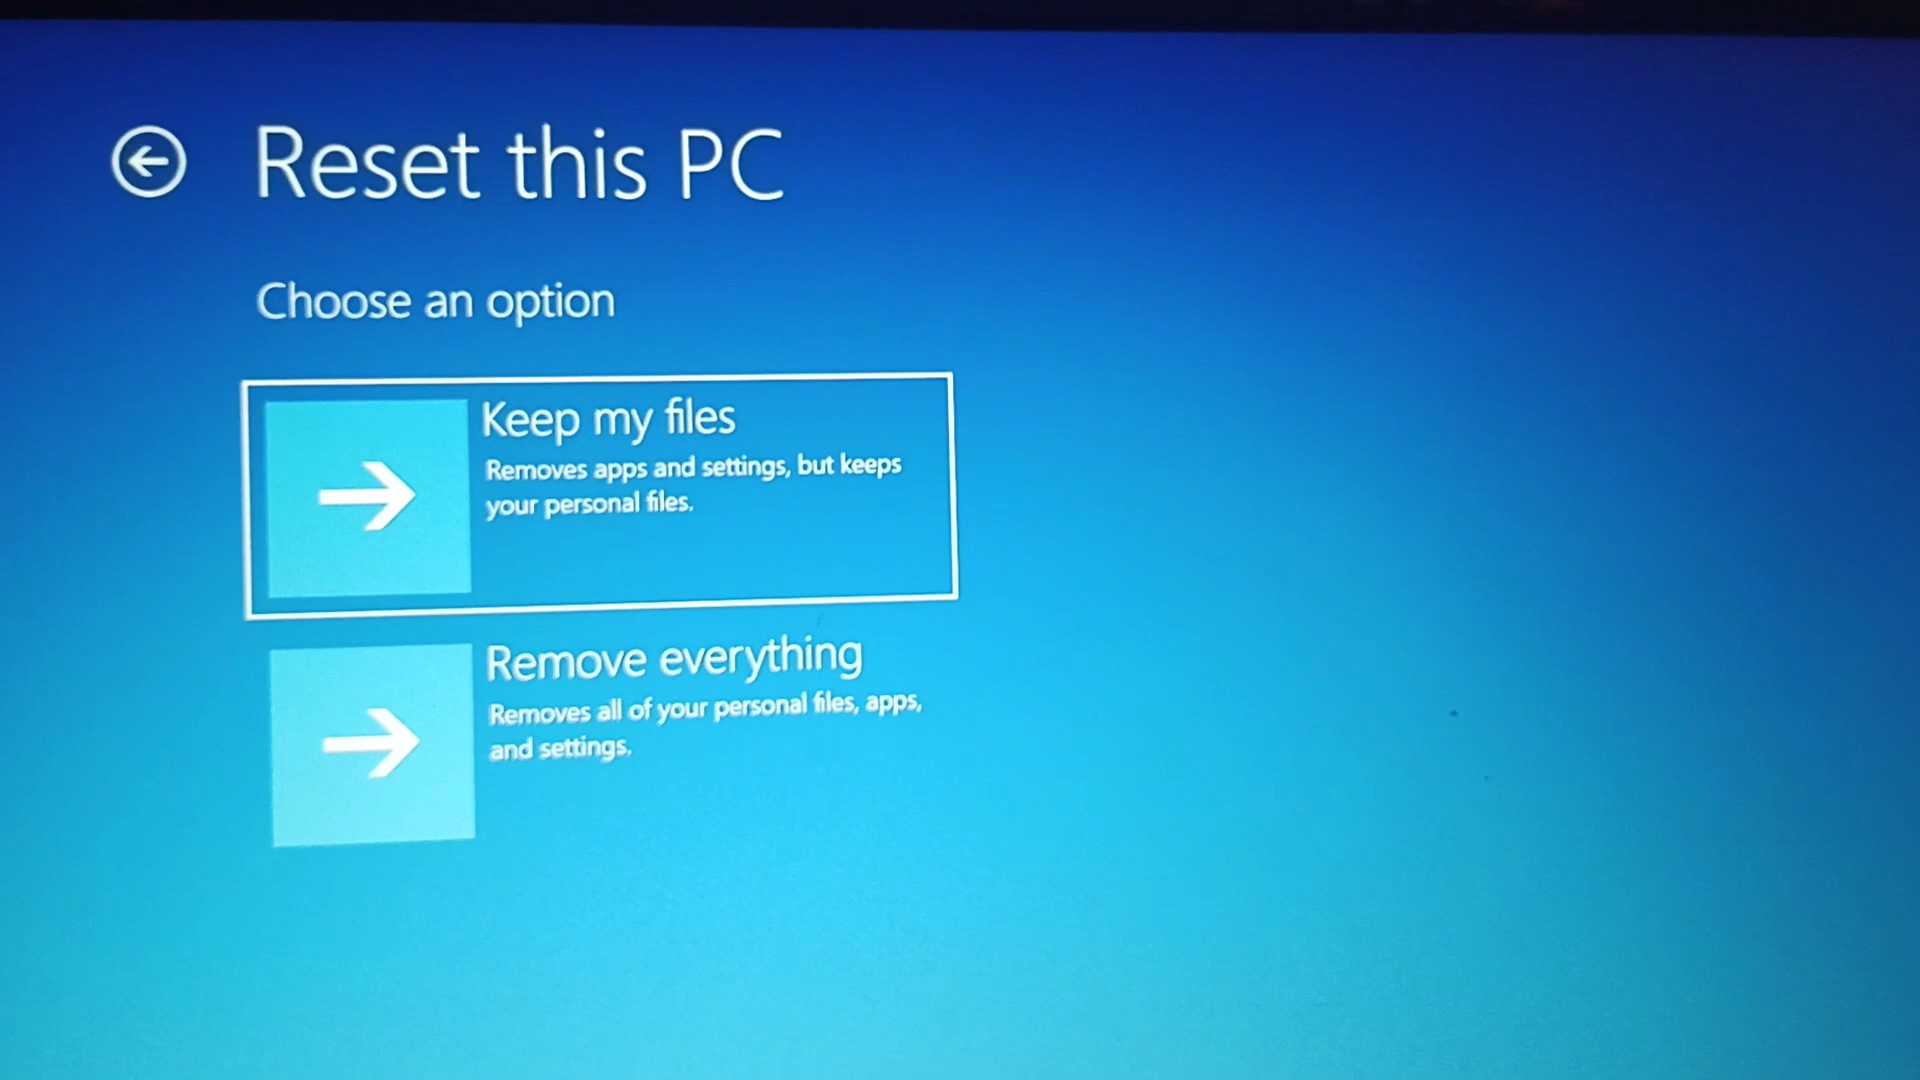 Reset this PC
Choose an option
Keep my files
Removes apps and settings, but keeps
your personal files.
Remove everything
Removes all of your personal files, apps,
and settings.